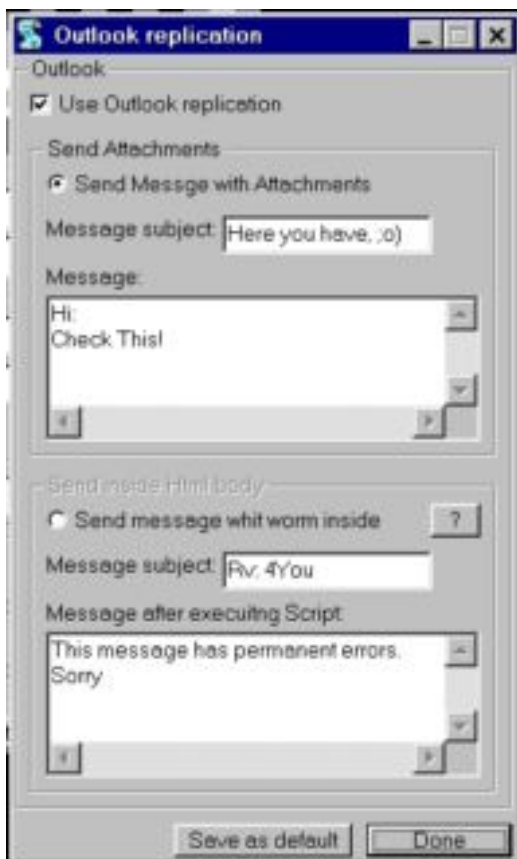 Outlook replication
Outlook
Use Outlook replication
Send Attachments
Send Messge with Attachments
Message subject: Here you have, ;o)
Message:
Hi:
Check This!
Send inside Html body
Send message whit worm inside
?
Message subject: Rv: 4You
Message after execuitng Script:
This message has permanent errors.
Sorry
Save as default
Done